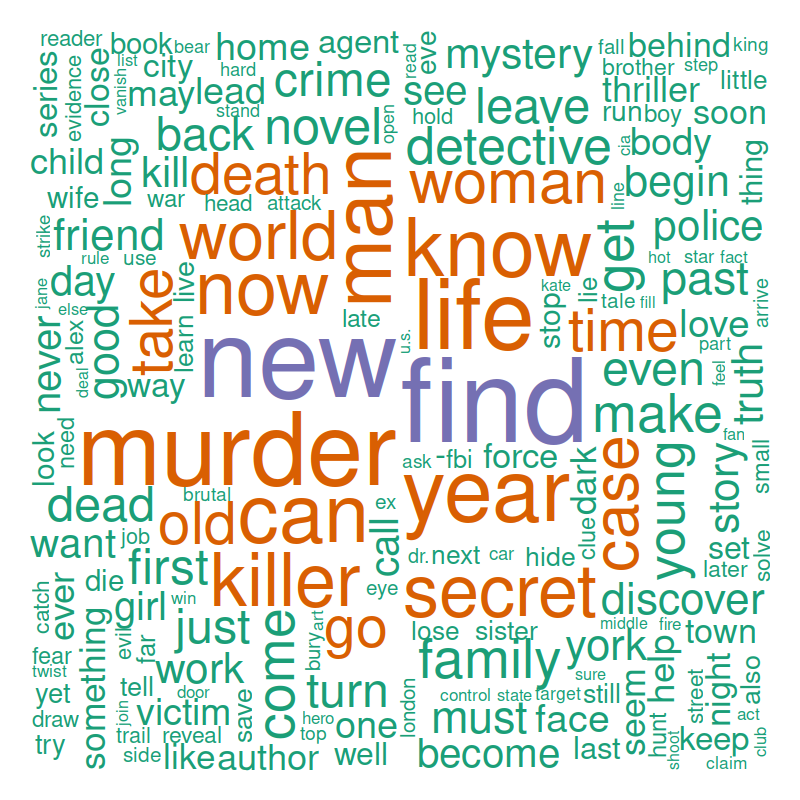 reader
book
bear
home
agent
read
eve
mystery
fall
behind
king
series
evidence
close
vanish
list
city
hard
crime
brother
step
may
lead
see
leave
thriller
little
stand
back
novel
open
hold
run
boy
soon
detective
cia
body
child
long
kill
death
man
woman
line
begin
thing
wife
war
head
attack
strike
friend
world
know
get
police
rule
use
hot
star
fact
day
take
now
learn
live
life
kate
lie
past
jane
else
late
stop
tale
fill
arrive
never
alex
good
deal
way
new
u.s.
time
love
part
find
even
feel
truth
make
look
need
murder
ask
-fbi
force
year
case
young
story
fan
small
dead
brutal
old
can
ex
call
dark
clue
want
job
dr.
next
car
hide
set
later
solve
first
killer
eye
secret
discover
catch
ever
die
girl
win
just
go
come
bury
art
middle
fire
town
evil
far
lose
sister
york
fear
something
work
family
sure
seem
help
twist
yet
tell
door
turn
control
state
target
still
street
night
also
draw
join
victim
save
hero
top
one
london
must
face
hunt
act
try
trail
reveal
side
like
author
well
become
last
shoot
keep
club
claim